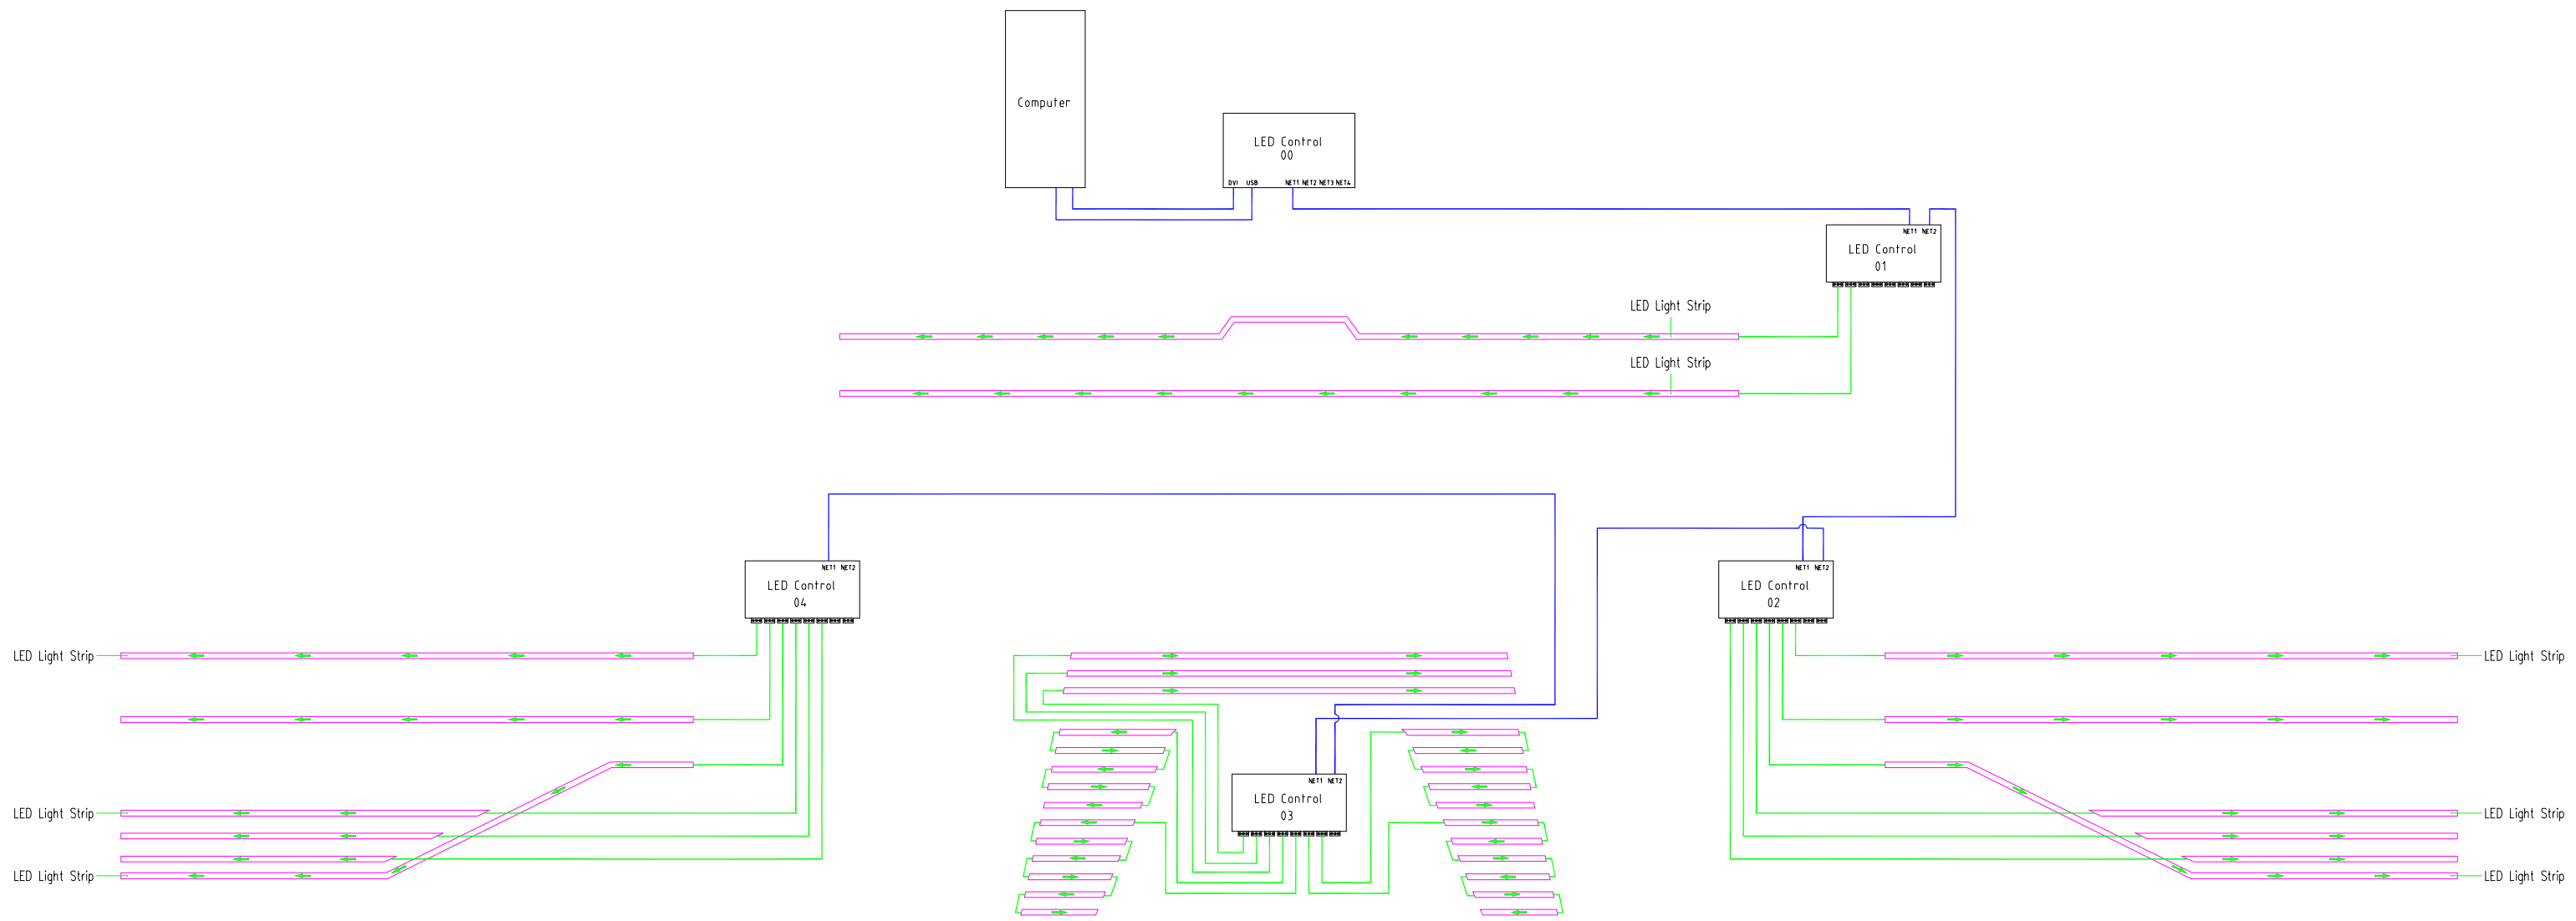 Computer
LED Control
00
DVI USB NET1 NET2 NET3 NET4
NET1 NET2
LED Control
01
LED Light Strip
LED Light Strip
NET1 NET2
LED Control
04
NET1 NET2
LED Control
02
LED Light Strip
LED Light Strip
NET1 NET2
LED Control
03
LED Light Strip
LED Light Strip
LED Light Strip
LED Light Strip